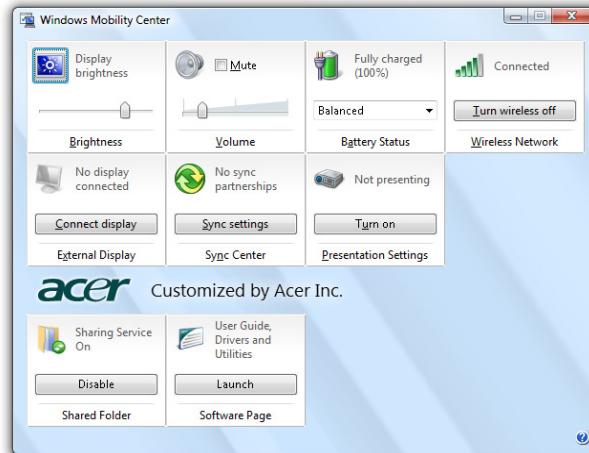 Windows Mobility Center
Display
brightness
Brightness
Mute
Volume
Fully charged
(100%)
Balanced
Battery Status
Connected
Turn wireless off
Wireless Network
No display
connected
Connect display
External Display
No sync
partnerships
Sync settings
Sync Center
Not presenting
Turn on
Presentation Settings
acer Customized by Acer Inc.
Sharing Service
On
Disable
Shared Folder
User Guide,
Drivers and
Utilities
Launch
Software Page